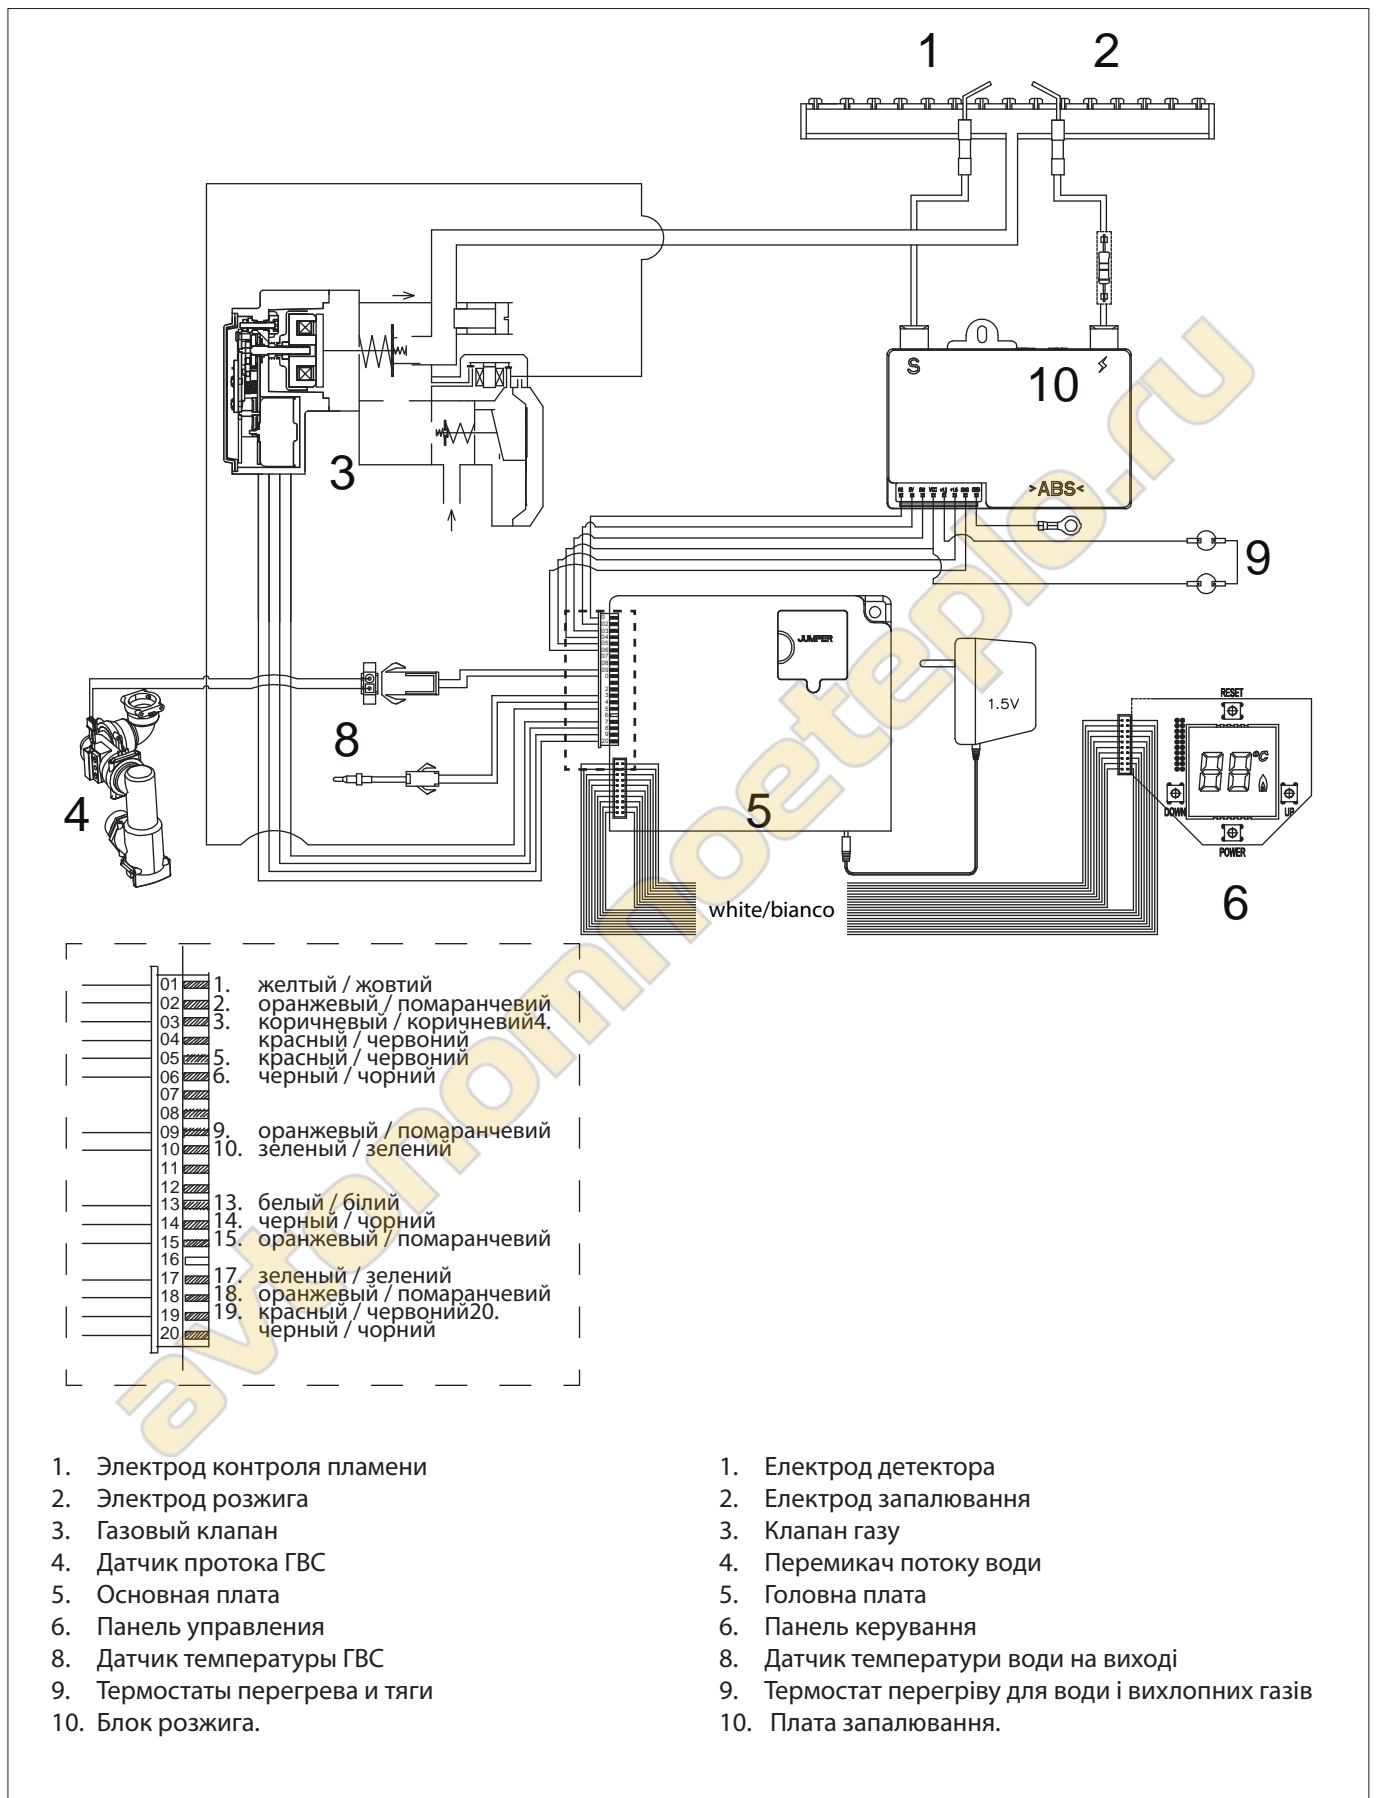 1
2
3
S
10
>ABS<
9
JUMPER
1.5V
8
4
5
RESET
°C
DOWN
UP
POWER
6
white/bianco
01 1. желтый / жовтий
02 2. оранжевый / помаранчевий
03 3. коричневый / коричневий4.
04 красный / червоний
05 5. красный / червоний
06 6. черный / чорний
07
08
09 9. оранжевый / помаранчевий
10 10. зеленый / зелений
11
12
13 13. белый / білий
14 14. черный / чорний
15 15. оранжевый / помаранчевий
16
17 17. зеленый / зелений
18 18. оранжевый / помаранчевий
19 19. красный / червоний20.
20 черный / чорний
1. Электрод контроля пламени
2. Электрод розжига
3. Газовый клапан
4. Датчик протока ГВС
5. Основная плата
6. Панель управления
8. Датчик температуры ГВС
9. Термостаты перегрева и тяги
10. Блок розжига.
1. Електрод детектора
2. Електрод запалювання
3. Клапан газу
4. Перемикач потоку води
5. Головна плата
6. Панель керування
8. Датчик температури води на виході
9. Термостат перегріву для води і вихлопних газів
10. Плата запалювання.
avtonomnoeteplo.ru